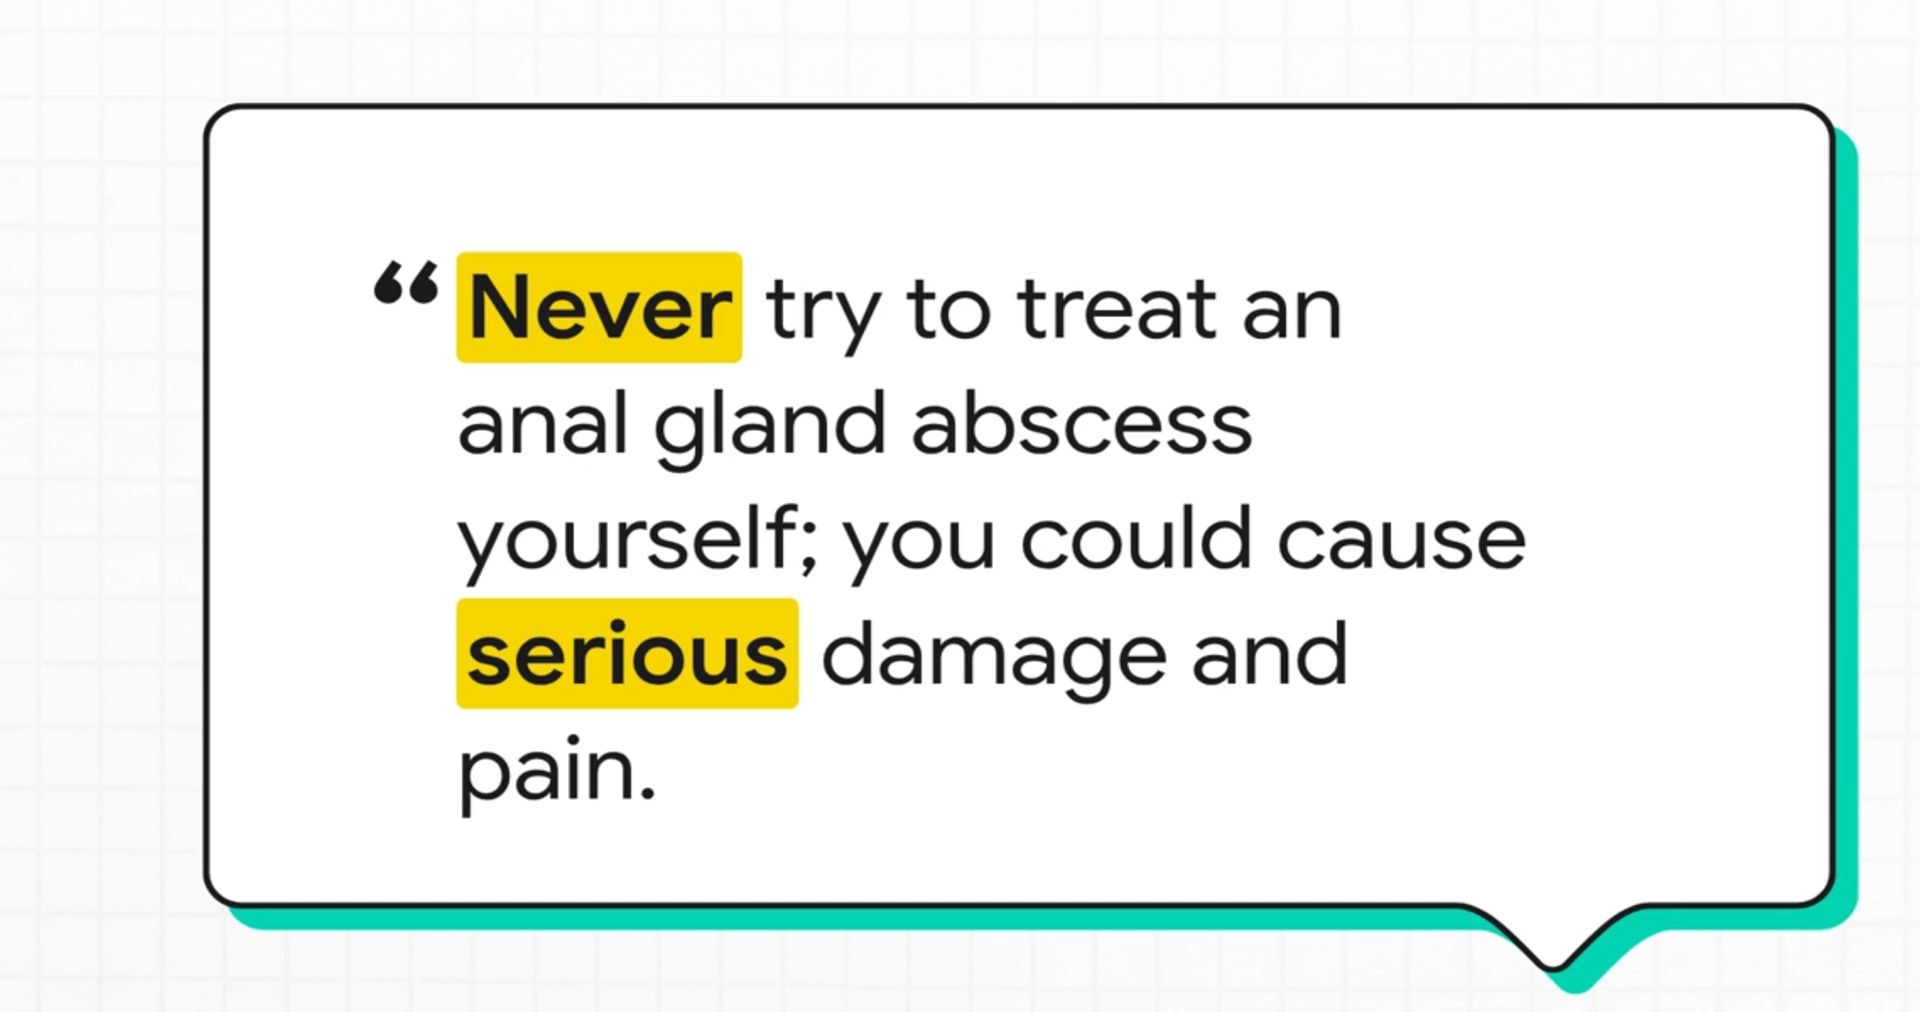 “Never try to treat an
anal gland abscess
yourself; you could cause
serious damage and
pain.